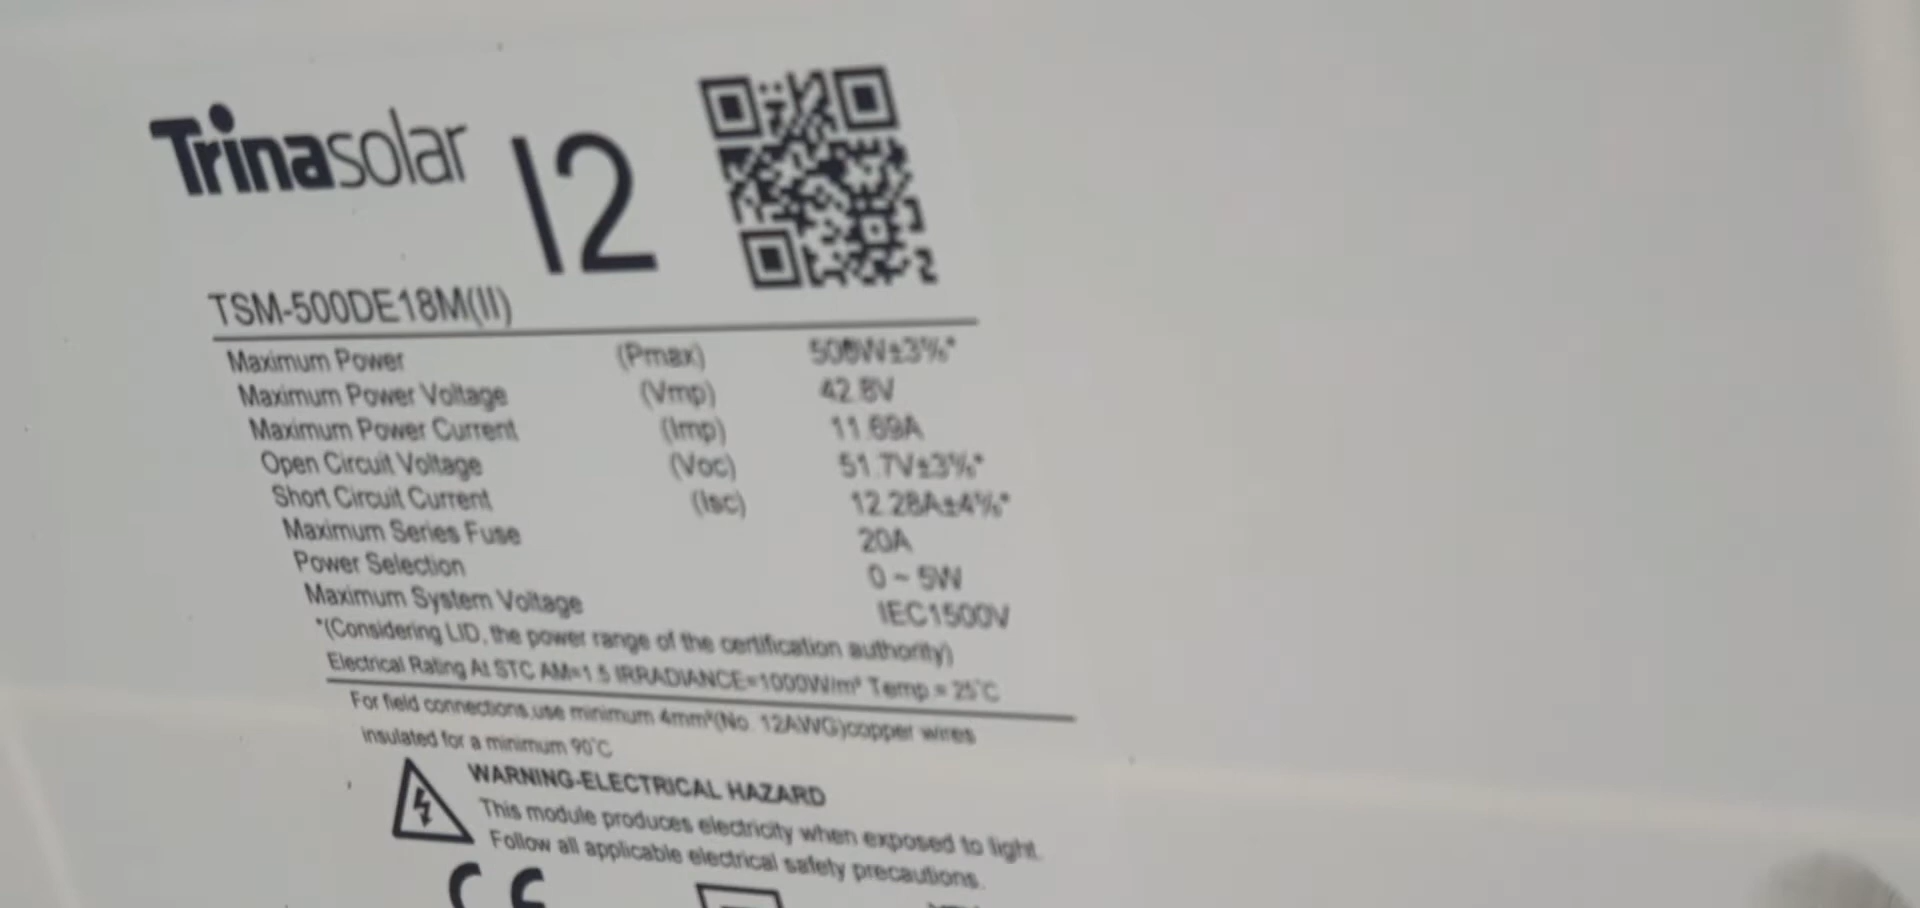 Trinasolar I2
TSM-500DE18M(II)
Maximum Power (Pmax) 500W±3%*
Maximum Power Voltage (Vmp) 42.8V
Maximum Power Current (Imp) 11.69A
Open Circuit Voltage (Voc) 51.7V±3%*
Short Circuit Current (Isc) 12.28A±4%*
Maximum Series Fuse 20A
Power Selection 0 ~ 5W
Maximum System Voltage IEC1500V
*(Considering LID, the power range of the certification authority)
Electrical Rating At STC AM=1.5 IRRADIANCE=1000W/m² Temp.= 25°C
For field connections,use minimum 4mm²(No. 12AWG)copper wires
insulated for a minimum 90°C
WARNING-ELECTRICAL HAZARD
This module produces electricity when exposed to light.
Follow all applicable electrical safety precautions.
CE